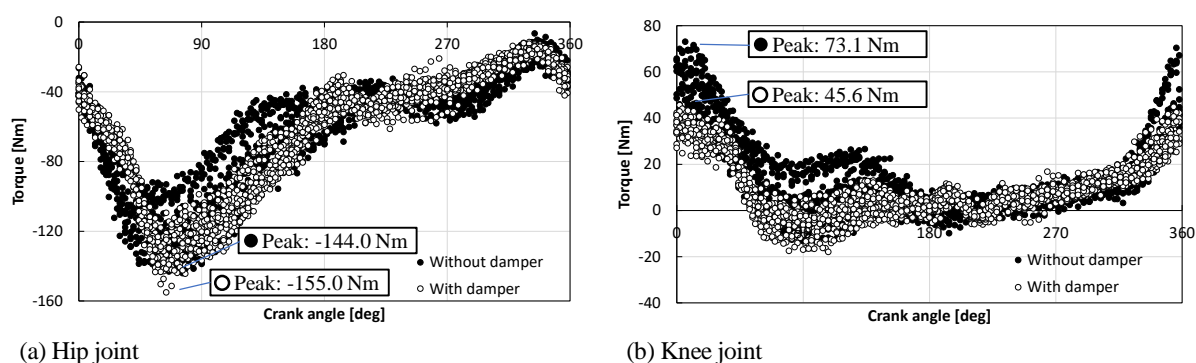 0
-40
-80
-120
-160
0
90
180
270
360
Torque [Nm]
Crank angle [deg]
Peak: -144.0 Nm
Peak: -155.0 Nm
Without damper
With damper
(a) Hip joint
80
60
40
20
0
-20
-40
0
90
180
270
360
Torque [Nm]
Crank angle [deg]
Peak: 73.1 Nm
Peak: 45.6 Nm
Without damper
With damper
(b) Knee joint